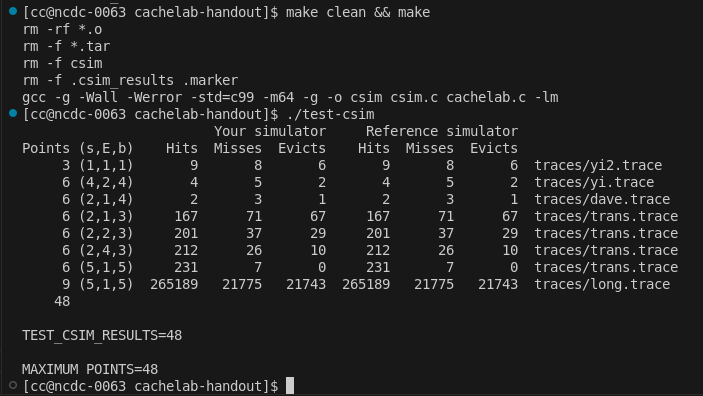 [cc@ncdc-0063 cachelab-handout]$ make clean && make
rm -rf *.o
rm -f *.tar
rm -f csim
rm -f .csim_results .marker
gcc -g -Wall -Werror -std=c99 -m64 -g -o csim csim.c cachelab.c -lm
[cc@ncdc-0063 cachelab-handout]$ ./test-csim
Your simulator Reference simulator
Points (s,E,b) Hits Misses Evicts Hits Misses Evicts
3 (1,1,1) 9 8 6 9 8 6 traces/yi2.trace
6 (4,2,4) 4 5 2 4 5 2 traces/yi.trace
6 (2,1,4) 2 3 1 2 3 1 traces/dave.trace
6 (2,1,3) 167 71 67 167 71 67 traces/trans.trace
6 (2,2,3) 201 37 29 201 37 29 traces/trans.trace
6 (2,4,3) 212 26 10 212 26 10 traces/trans.trace
6 (5,1,5) 231 7 0 231 7 0 traces/trans.trace
9 (5,1,5) 265189 21775 21743 265189 21775 21743 traces/long.trace
48
TEST_CSIM_RESULTS=48
MAXIMUM POINTS=48
[cc@ncdc-0063 cachelab-handout]$